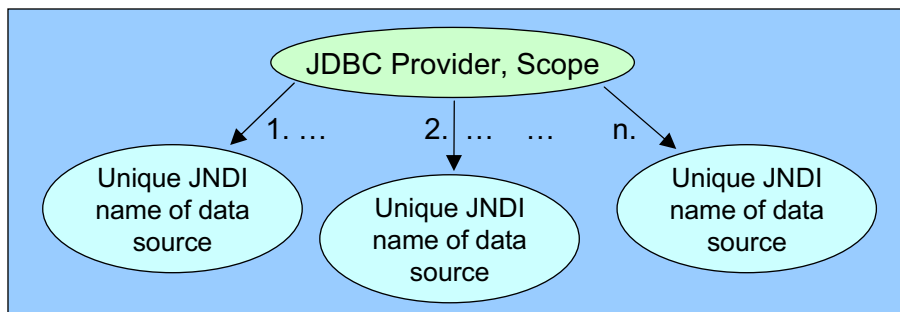 JDBC Provider, Scope
1. … 2. … … n.
Unique JNDI
name of data
source
Unique JNDI
name of data
source
Unique JNDI
name of data
source